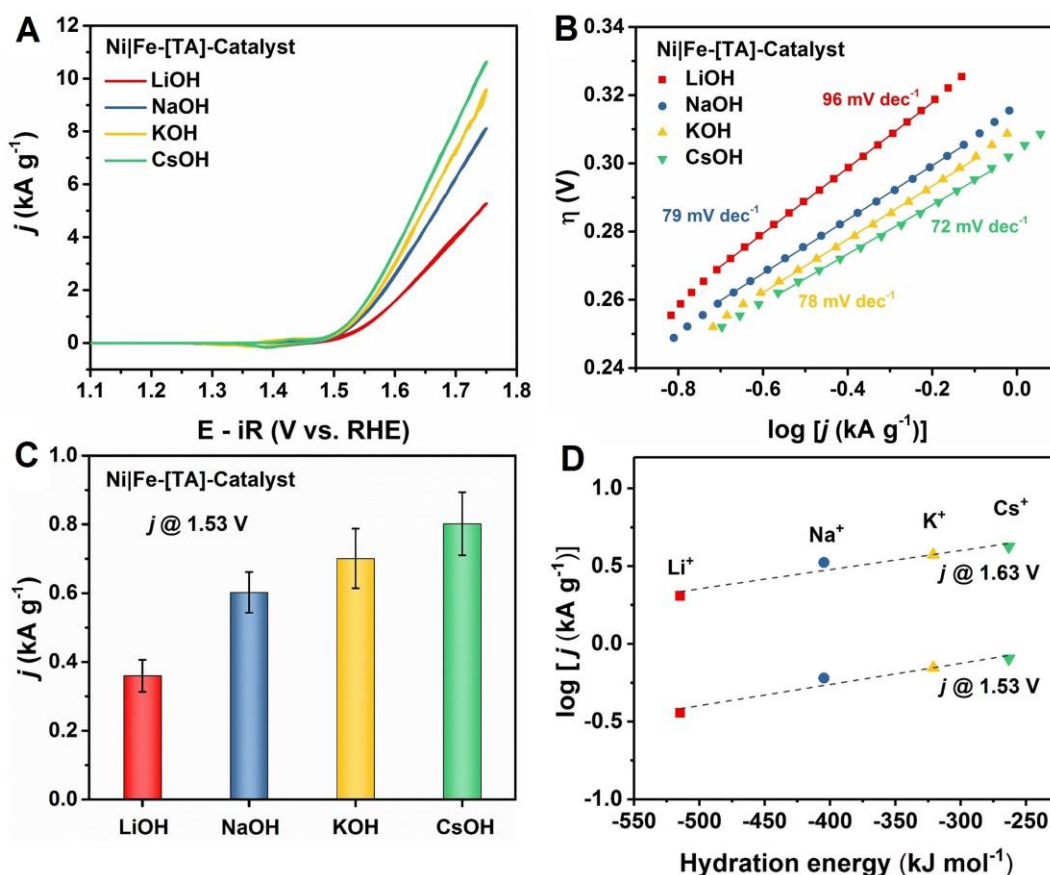 A
Ni|Fe-[TA]-Catalyst
LiOH
NaOH
KOH
CsOH
j (kA g⁻¹)
12
10
8
6
4
2
0
1.1 1.2 1.3 1.4 1.5 1.6 1.7 1.8
E - iR (V vs. RHE)
B
Ni|Fe-[TA]-Catalyst
LiOH
NaOH
KOH
CsOH
96 mV dec⁻¹
79 mV dec⁻¹
72 mV dec⁻¹
78 mV dec⁻¹
η (V)
0.34
0.32
0.30
0.28
0.26
0.24
-0.8 -0.6 -0.4 -0.2 0.0
log [j (kA g⁻¹)]
C
Ni|Fe-[TA]-Catalyst
j @ 1.53 V
j (kA g⁻¹)
1.0
0.8
0.6
0.4
0.2
0.0
LiOH NaOH KOH CsOH
D
Li⁺
Na⁺
K⁺
Cs⁺
j @ 1.63 V
j @ 1.53 V
log [ j (kA g⁻¹)]
1.0
0.5
0.0
-0.5
-1.0
-550 -500 -450 -400 -350 -300 -250
Hydration energy (kJ mol⁻¹)